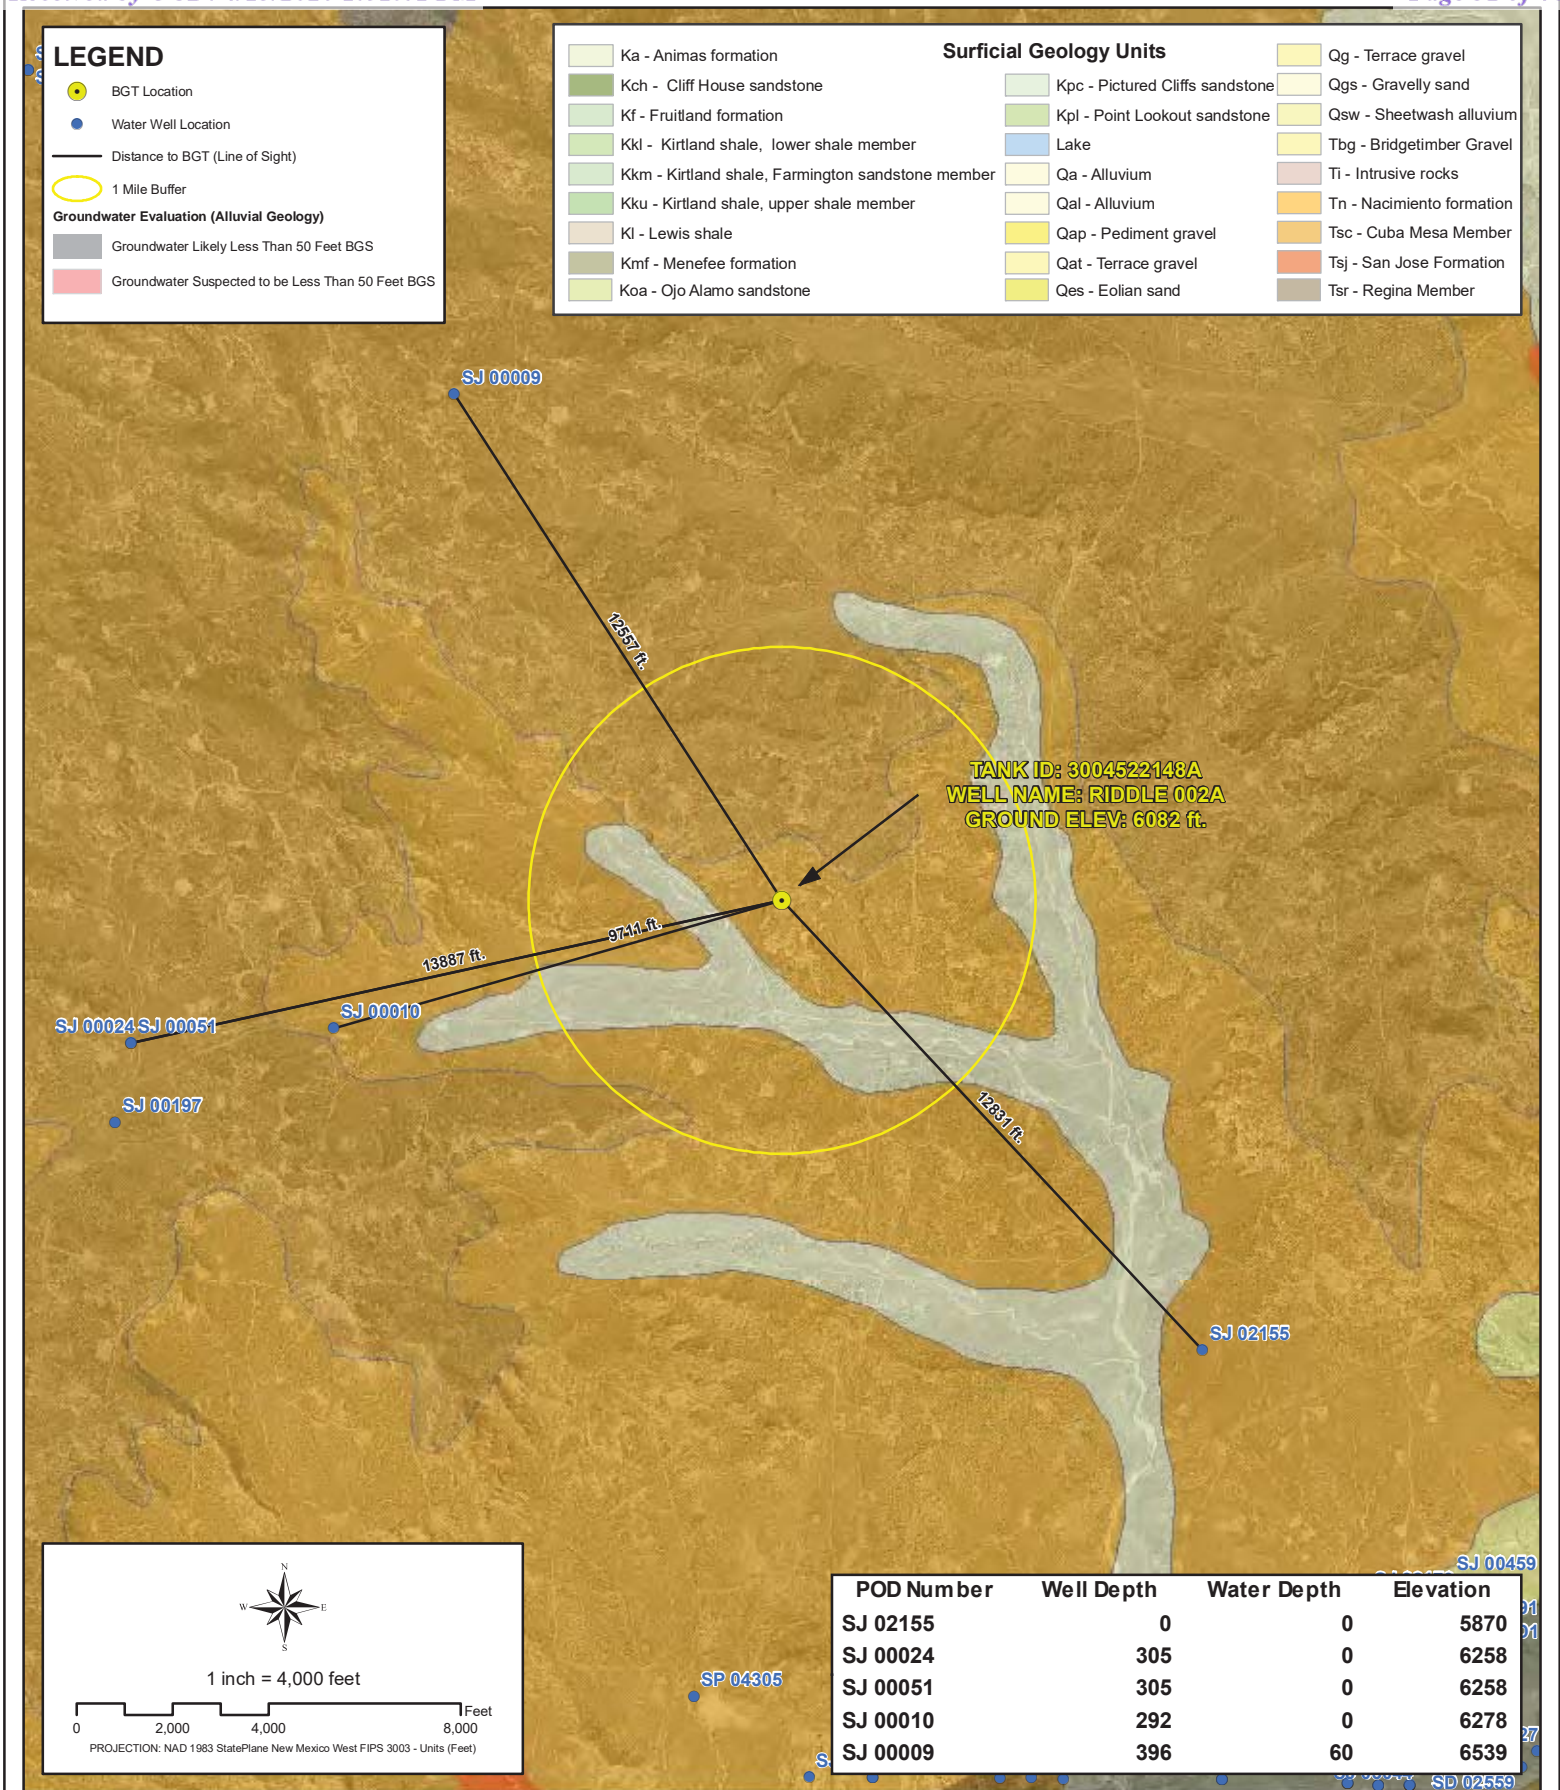 LEGEND
BGT Location
Water Well Location
Distance to BGT (Line of Sight)
1 Mile Buffer
Groundwater Evaluation (Alluvial Geology)
Groundwater Likely Less Than 50 Feet BGS
Groundwater Suspected to be Less Than 50 Feet BGS
Surficial Geology Units
Ka - Animas formation
Kch - Cliff House sandstone
Kf - Fruitland formation
Kkl - Kirtland shale, lower shale member
Kkm - Kirtland shale, Farmington sandstone member
Kku - Kirtland shale, upper shale member
Kl - Lewis shale
Kmf - Menefee formation
Koa - Ojo Alamo sandstone
Kpc - Pictured Cliffs sandstone
Kpl - Point Lookout sandstone
Lake
Qa - Alluvium
Qal - Alluvium
Qap - Pediment gravel
Qat - Terrace gravel
Qes - Eolian sand
Qg - Terrace gravel
Qgs - Gravelly sand
Qsw - Sheetwash alluvium
Tbg - Bridgetimber Gravel
Ti - Intrusive rocks
Tn - Nacimiento formation
Tsc - Cuba Mesa Member
Tsj - San Jose Formation
Tsr - Regina Member
SJ 00009
12557 ft.
TANK ID: 3004522148A
WELL NAME: RIDDLE 002A
GROUND ELEV: 6082 ft.
9711 ft.
13887 ft.
SJ 00010
SJ 00024 SJ 00051
SJ 00197
12831 ft.
SJ 02155
SJ 00459
SP 04305
N
W E
S
1 inch = 4,000 feet
Feet
0 2,000 4,000 8,000
PROJECTION: NAD 1983 StatePlane New Mexico West FIPS 3003 - Units (Feet)
POD Number Well Depth Water Depth Elevation
SJ 02155 0 0 5870
SJ 00024 305 0 6258
SJ 00051 305 0 6258
SJ 00010 292 0 6278
SJ 00009 396 60 6539
SD 02559